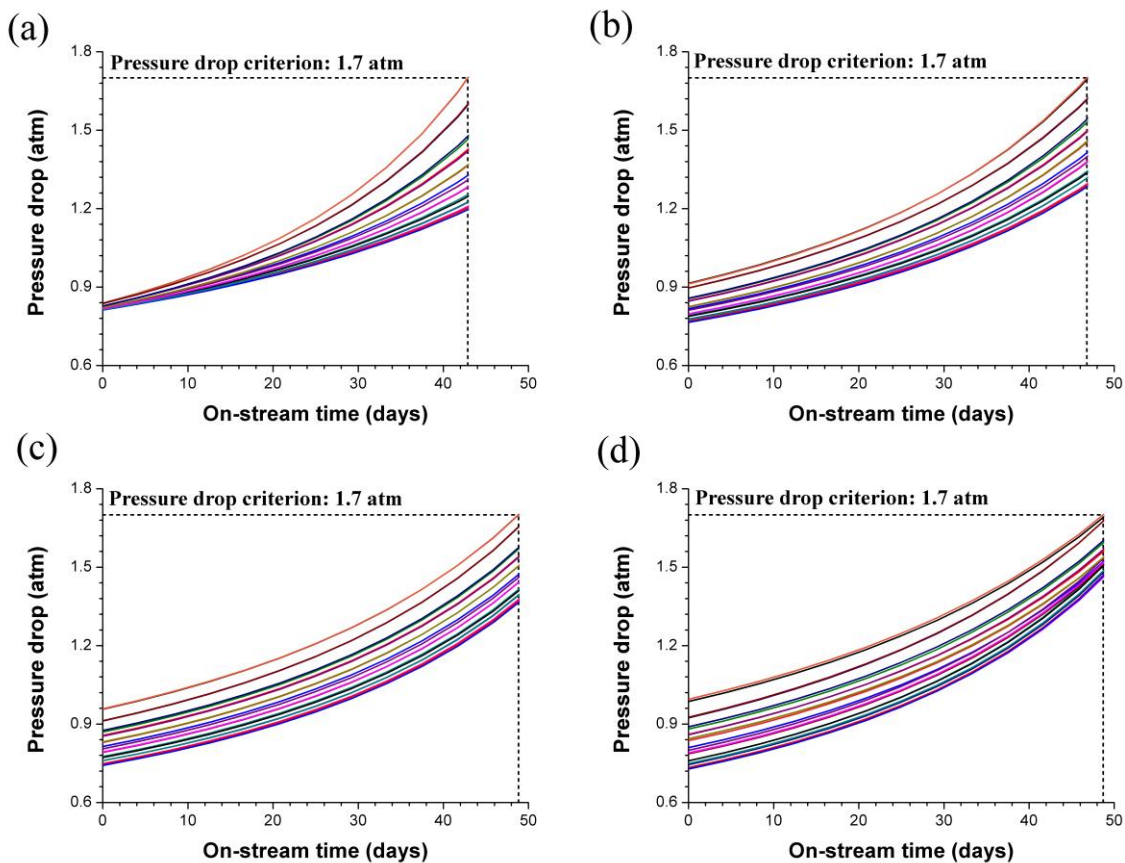 (a)
Pressure drop criterion: 1.7 atm
Pressure drop (atm)
1.8
1.5
1.2
0.9
0.6
0 10 20 30 40 50
On-stream time (days)
(b)
Pressure drop criterion: 1.7 atm
Pressure drop (atm)
1.8
1.5
1.2
0.9
0.6
0 10 20 30 40 50
On-stream time (days)
(c)
Pressure drop criterion: 1.7 atm
Pressure drop (atm)
1.8
1.5
1.2
0.9
0.6
0 10 20 30 40 50
On-stream time (days)
(d)
Pressure drop criterion: 1.7 atm
Pressure drop (atm)
1.8
1.5
1.2
0.9
0.6
0 10 20 30 40 50
On-stream time (days)